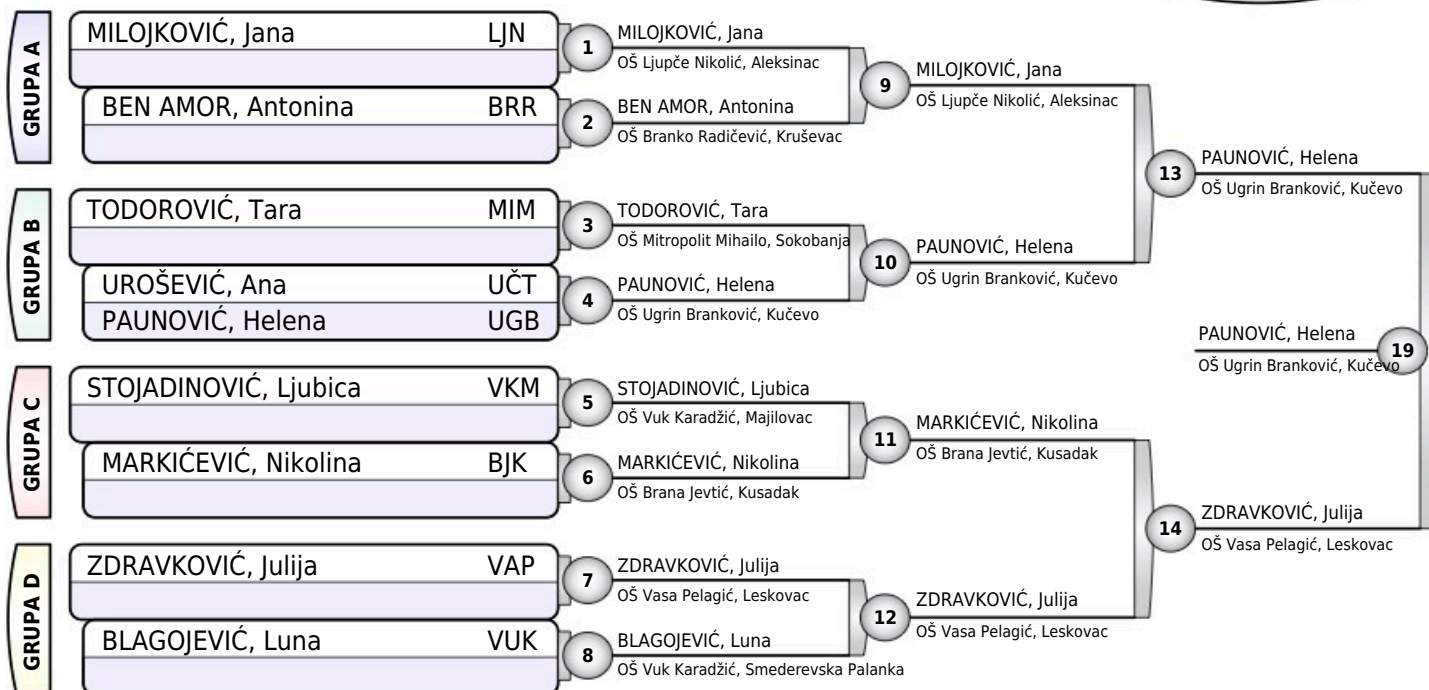 GRUPA A
MILOJKOVIĆ, Jana LJN
BEN AMOR, Antonina BRR
GRUPA B
TODOROVIĆ, Tara MIM
UROŠEVIĆ, Ana UČT
PAUNOVIĆ, Helena UGB
GRUPA C
STOJADINOVIĆ, Ljubica VKM
MARKIĆEVIĆ, Nikolina BJK
GRUPA D
ZDRAVKOVIĆ, Julija VAP
BLAGOJEVIĆ, Luna VUK
1
MILOJKOVIĆ, Jana
OŠ Ljupče Nikolić, Aleksinac
2
BEN AMOR, Antonina
OŠ Branko Radičević, Kruševac
3
TODOROVIĆ, Tara
OŠ Mitropolit Mihailo, Sokobanja
4
PAUNOVIĆ, Helena
OŠ Ugrin Branković, Kučevo
5
STOJADINOVIĆ, Ljubica
OŠ Vuk Karadžić, Majilovac
6
MARKIĆEVIĆ, Nikolina
OŠ Brana Jevtić, Kusadak
7
ZDRAVKOVIĆ, Julija
OŠ Vasa Pelagić, Leskovac
8
BLAGOJEVIĆ, Luna
OŠ Vuk Karadžić, Smederevska Palanka
9
MILOJKOVIĆ, Jana
OŠ Ljupče Nikolić, Aleksinac
10
PAUNOVIĆ, Helena
OŠ Ugrin Branković, Kučevo
11
MARKIĆEVIĆ, Nikolina
OŠ Brana Jevtić, Kusadak
12
ZDRAVKOVIĆ, Julija
OŠ Vasa Pelagić, Leskovac
13
PAUNOVIĆ, Helena
OŠ Ugrin Branković, Kučevo
14
ZDRAVKOVIĆ, Julija
OŠ Vasa Pelagić, Leskovac
PAUNOVIĆ, Helena
OŠ Ugrin Branković, Kučevo
19